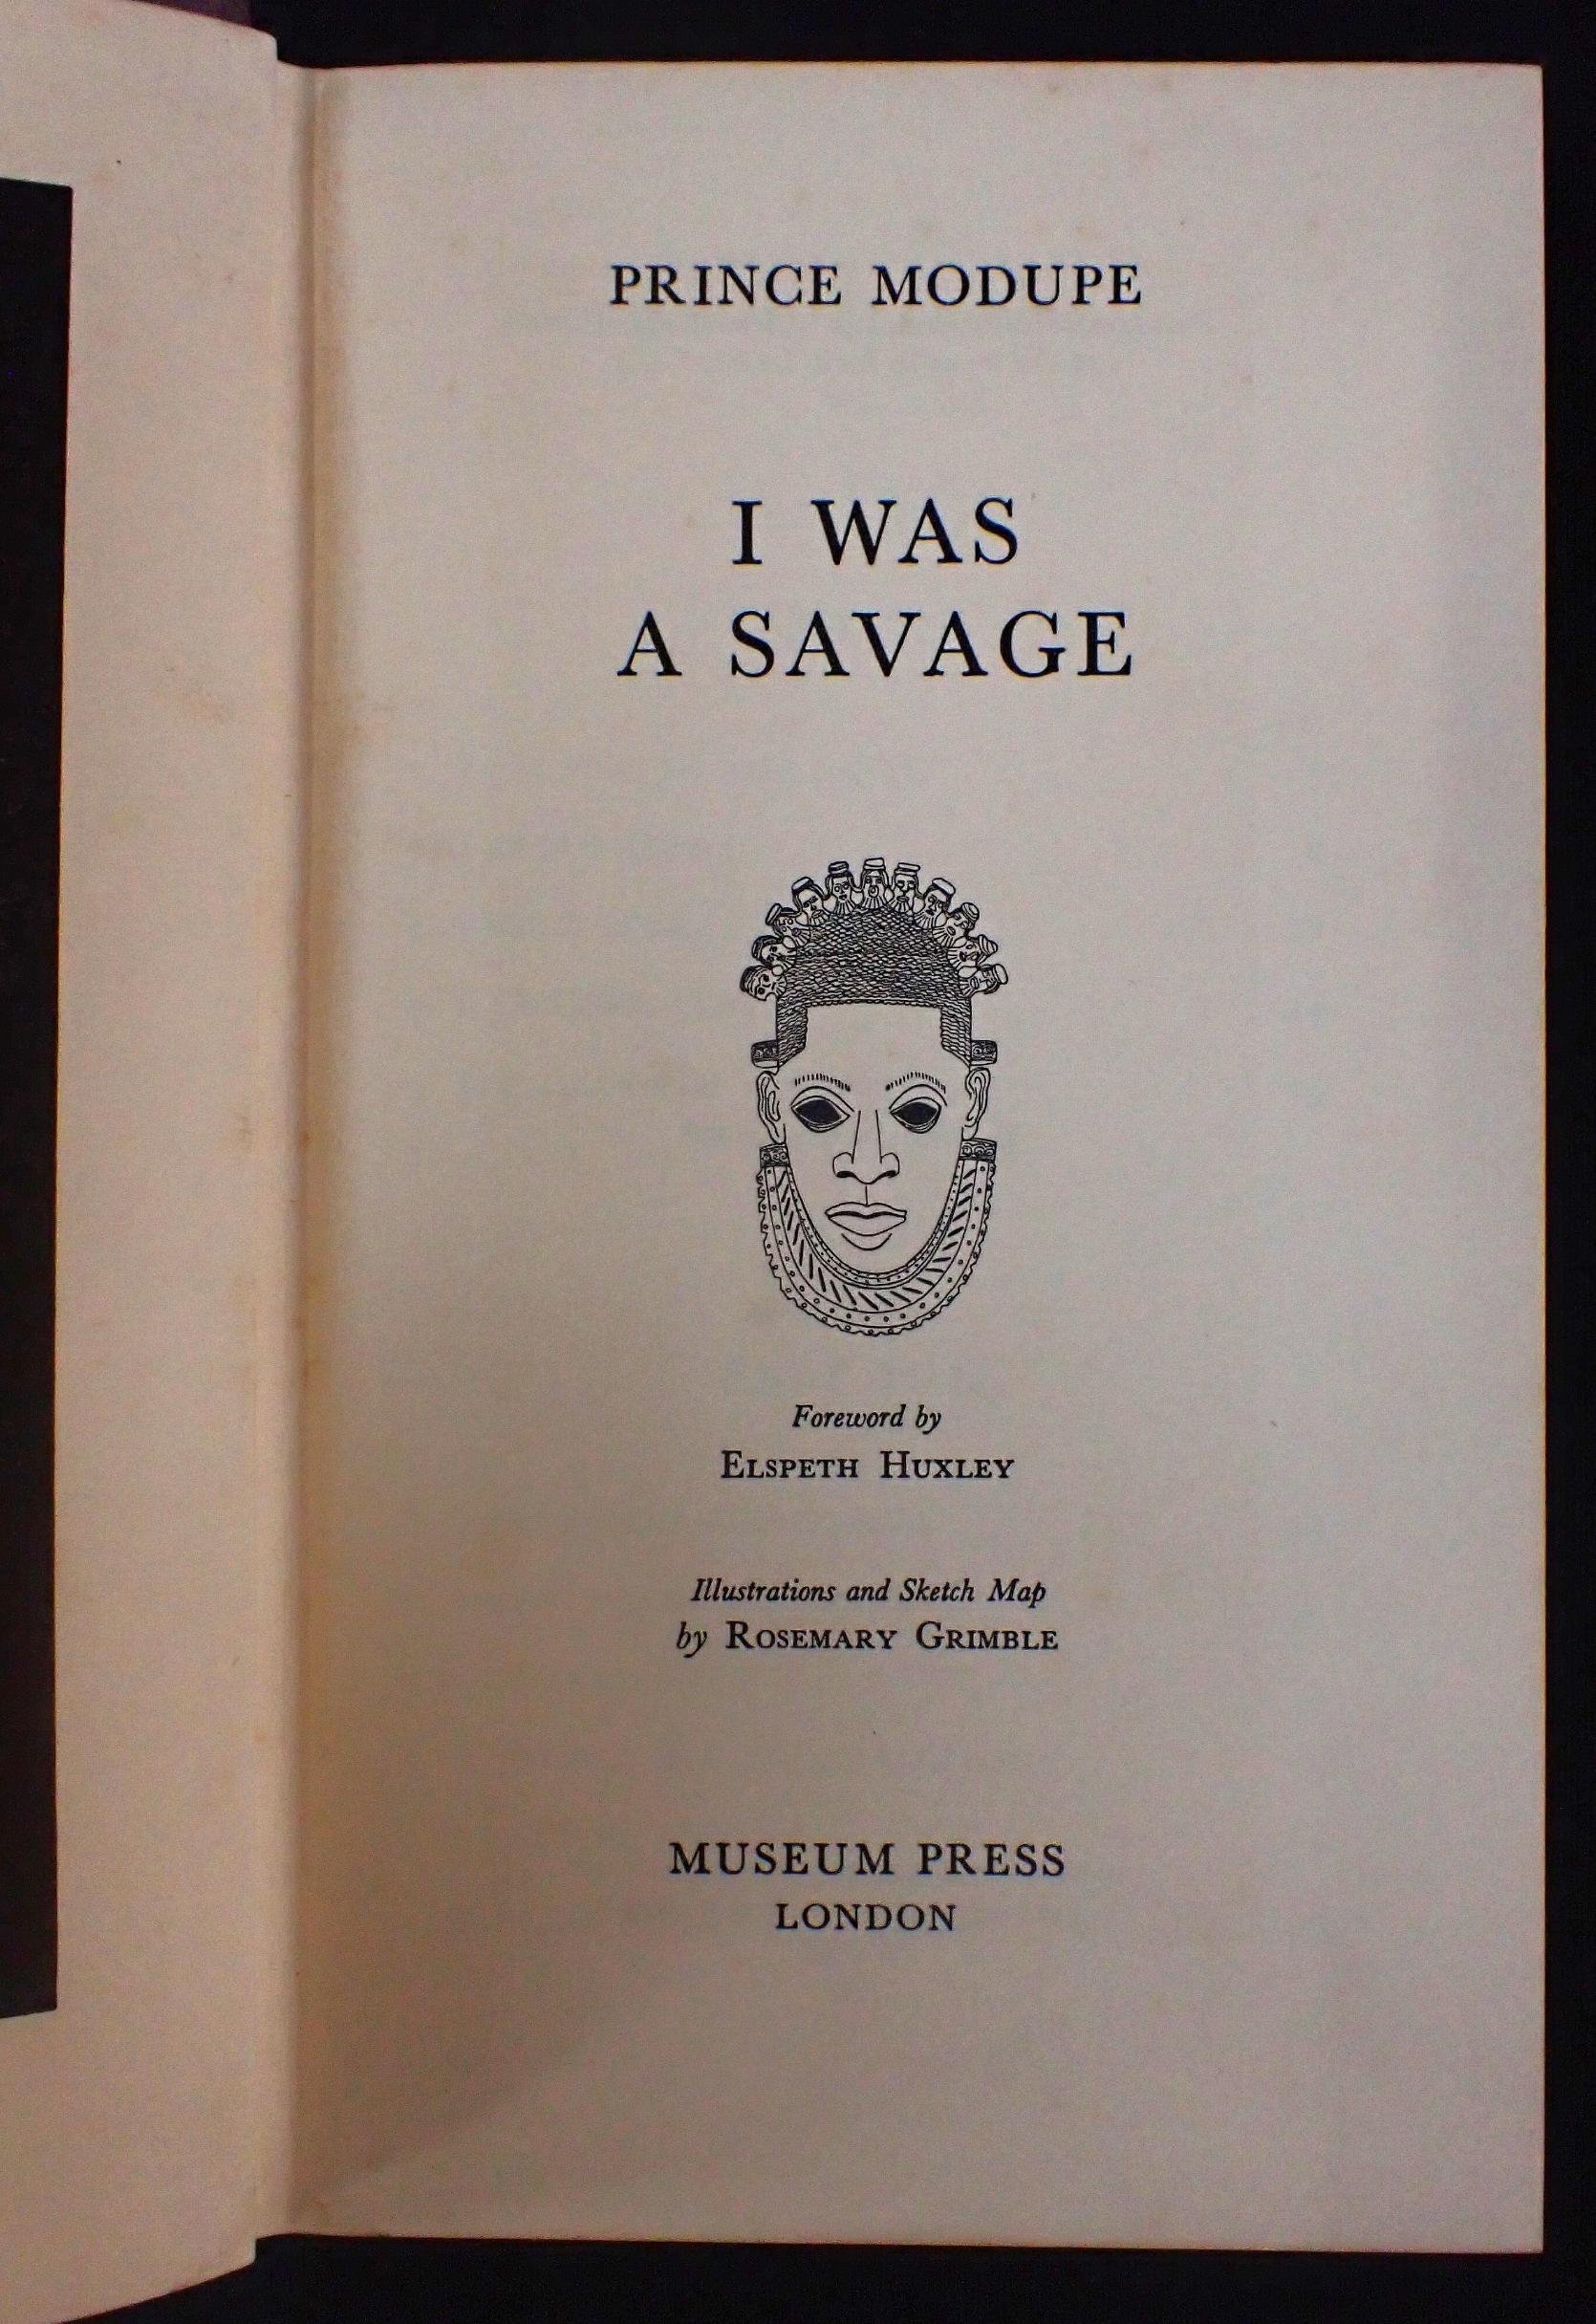 PRINCE MODUPE
I WAS
A SAVAGE
Foreword by
ELSPETH HUXLEY
Illustrations and Sketch Map
by ROSEMARY GRIMBLE
MUSEUM PRESS
LONDON